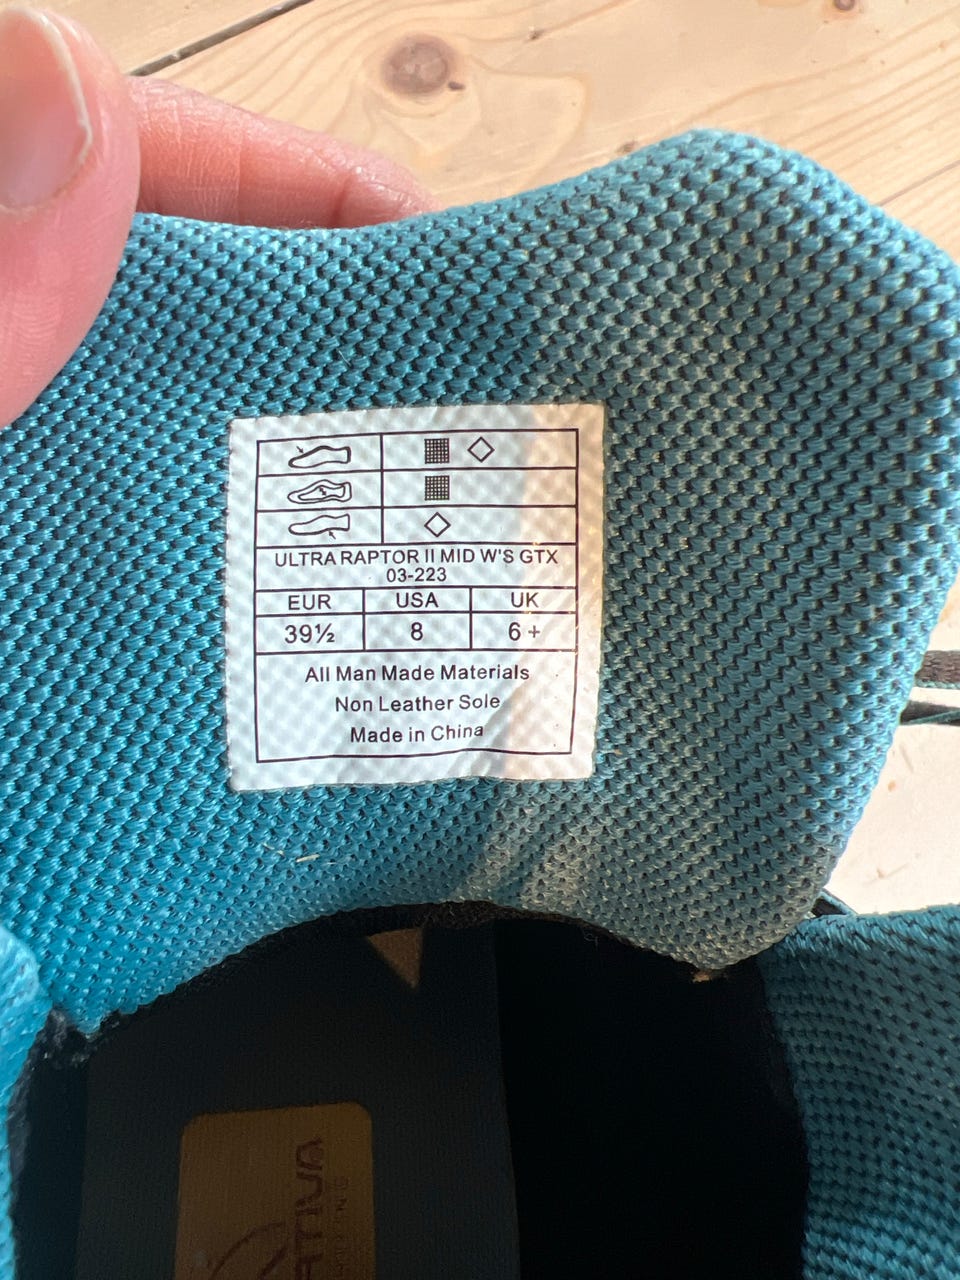 ULTRA RAPTOR II MID W'S GTX
03-223
EUR USA UK
39½ 8 6 +
All Man Made Materials
Non Leather Sole
Made in China